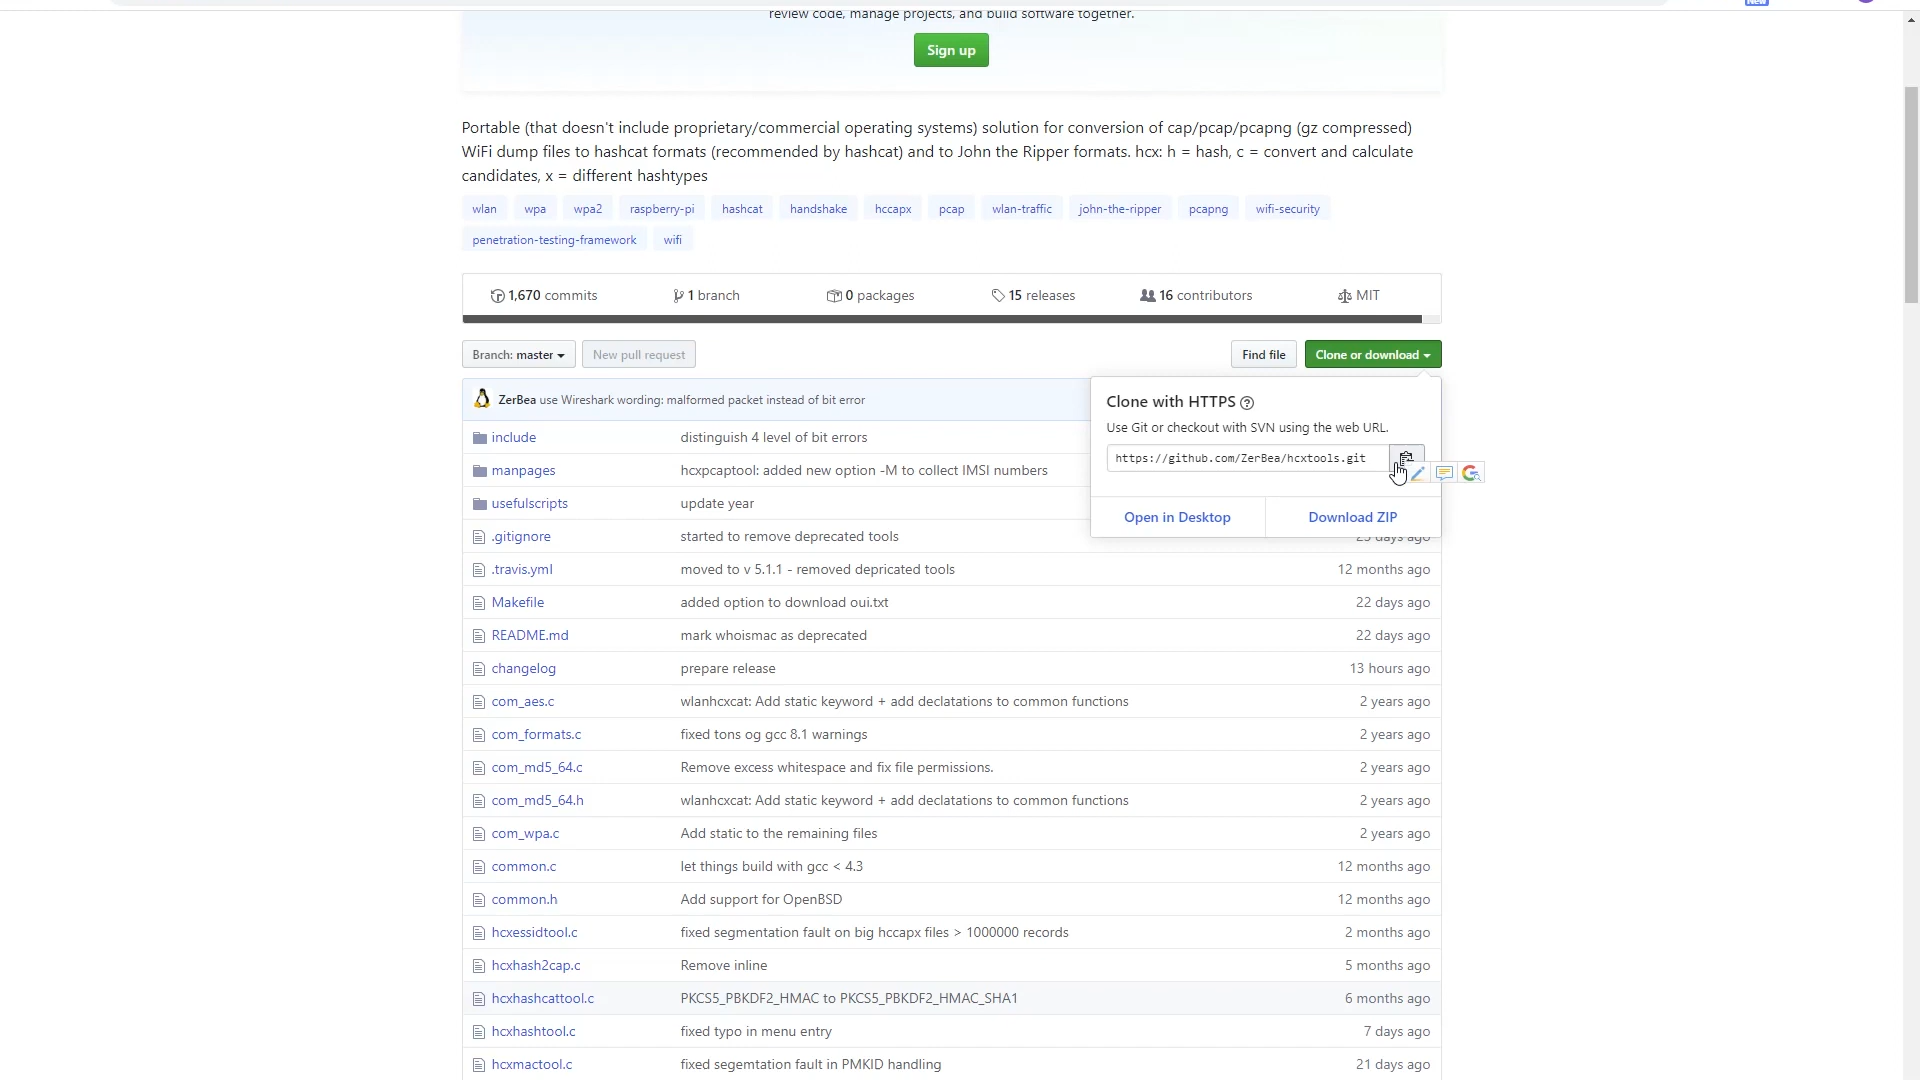 New
review code, manage projects, and build software together.
Sign up
Portable (that doesn't include proprietary/commercial operating systems) solution for conversion of cap/pcap/pcapng (gz compressed)
WiFi dump files to hashcat formats (recommended by hashcat) and to John the Ripper formats. hcx: h = hash, c = convert and calculate
candidates, x = different hashtypes
wlan wpa wpa2 raspberry-pi hashcat handshake hccapx pcap wlan-traffic john-the-ripper pcapng wifi-security
penetration-testing-framework wifi
1,670 commits 1 branch 0 packages 15 releases 16 contributors MIT
Branch: master New pull request Find file Clone or download
ZerBea use Wireshark wording: malformed packet instead of bit error
Clone with HTTPS
Use Git or checkout with SVN using the web URL.
https://github.com/ZerBea/hcxtools.git
Open in Desktop Download ZIP
include distinguish 4 level of bit errors
manpages hcxpcaptool: added new option -M to collect IMSI numbers
usefulscripts update year
.gitignore started to remove deprecated tools 25 days ago
.travis.yml moved to v 5.1.1 - removed depricated tools 12 months ago
Makefile added option to download oui.txt 22 days ago
README.md mark whoismac as deprecated 22 days ago
changelog prepare release 13 hours ago
com_aes.c wlanhcxcat: Add static keyword + add declatations to common functions 2 years ago
com_formats.c fixed tons og gcc 8.1 warnings 2 years ago
com_md5_64.c Remove excess whitespace and fix file permissions. 2 years ago
com_md5_64.h wlanhcxcat: Add static keyword + add declatations to common functions 2 years ago
com_wpa.c Add static to the remaining files 2 years ago
common.c let things build with gcc < 4.3 12 months ago
common.h Add support for OpenBSD 12 months ago
hcxessidtool.c fixed segmentation fault on big hccapx files > 1000000 records 2 months ago
hcxhash2cap.c Remove inline 5 months ago
hcxhashcattool.c PKCS5_PBKDF2_HMAC to PKCS5_PBKDF2_HMAC_SHA1 6 months ago
hcxhashtool.c fixed typo in menu entry 7 days ago
hcxmactool.c fixed segemtation fault in PMKID handling 21 days ago